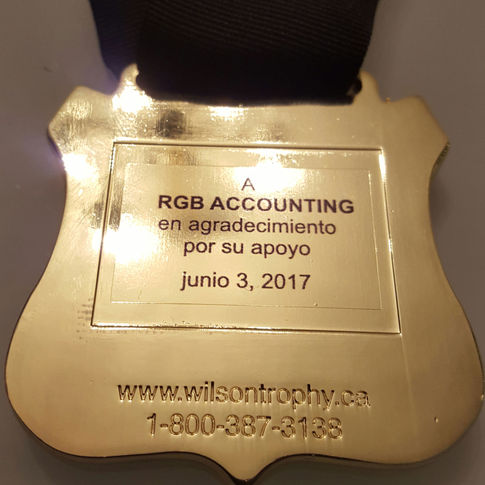 A
RGB ACCOUNTING
en agradecimiento
por su apoyo
junio 3, 2017
www.wilsontrophy.ca
1-800-387-3138